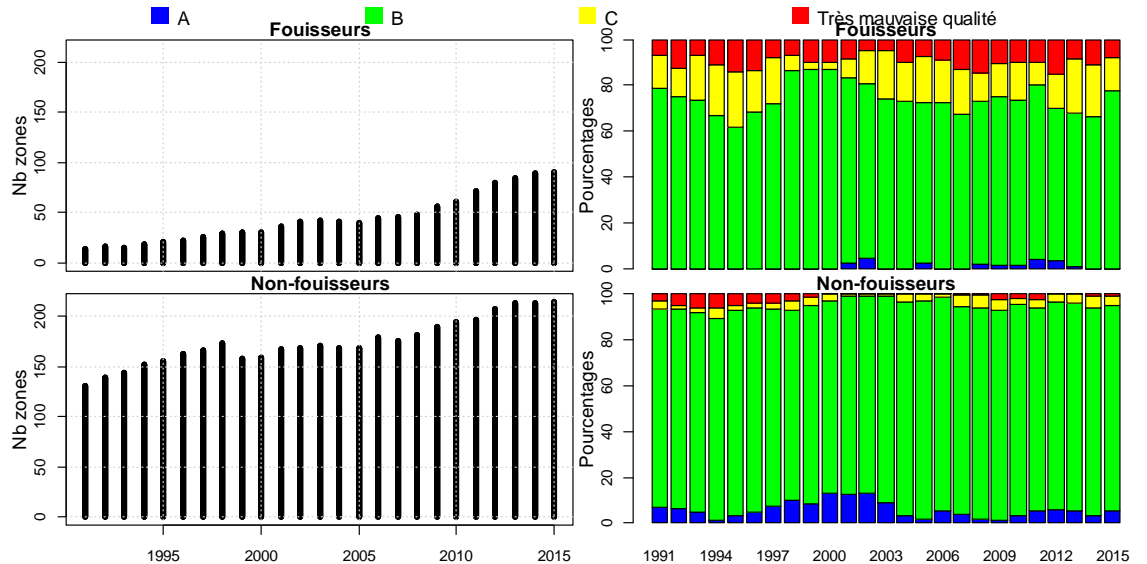 A B C Très mauvaise qualité
Fouisseurs
Nb zones
200
150
100
50
0
Fouisseurs
Pourcentages
100
80
60
40
20
0
Non-fouisseurs
Nb zones
200
150
100
50
0
1995 2000 2005 2010 2015
Non-fouisseurs
Pourcentages
100
80
60
40
20
0
1991 1994 1997 2000 2003 2006 2009 2012 2015